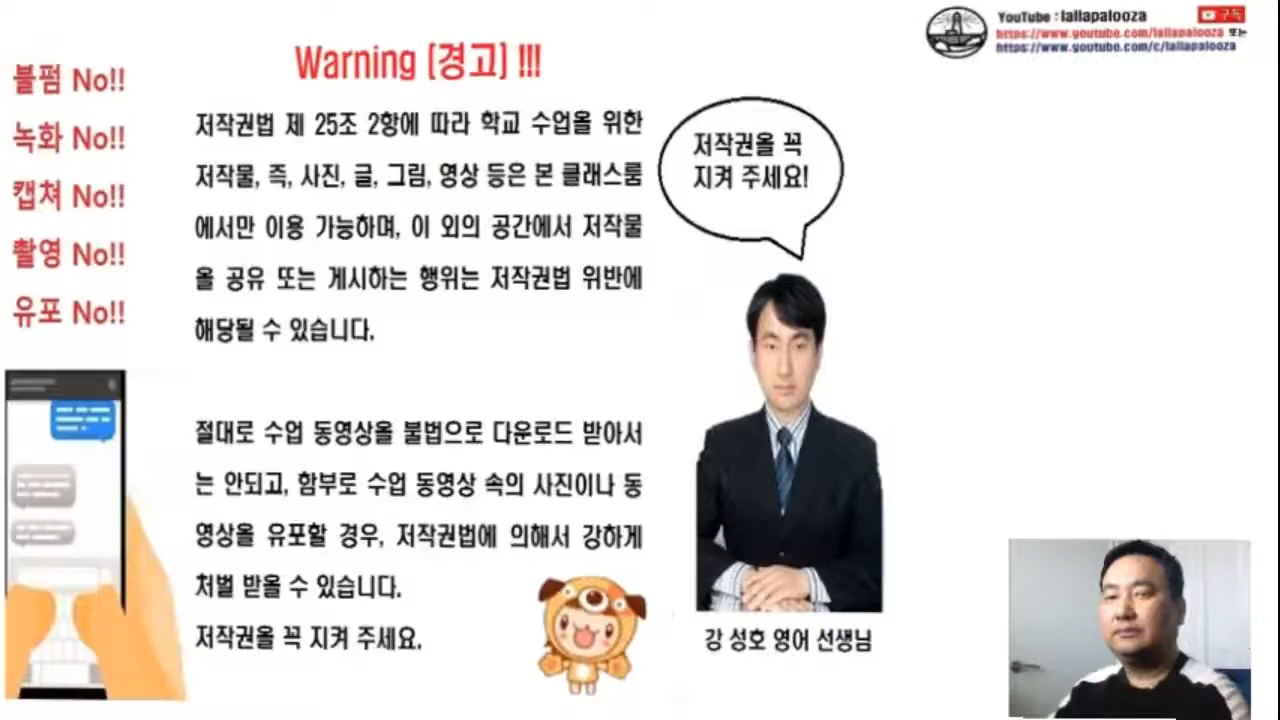 YouTube : lallapalooza
구독
https://www.youtube.com/lallapalooza 또는
https://www.youtube.com/c/lallapalooza
Warning (경고) !!!
불펌 No!!
녹화 No!!
캡쳐 No!!
촬영 No!!
유포 No!!
저작권법 제 25조 2항에 따라 학교 수업을 위한
저작물, 즉, 사진, 글, 그림, 영상 등은 본 클래스룸
에서만 이용 가능하며, 이 외의 공간에서 저작물
을 공유 또는 게시하는 행위는 저작권법 위반에
해당될 수 있습니다.
절대로 수업 동영상을 불법으로 다운로드 받아서
는 안되고, 함부로 수업 동영상 속의 사진이나 동
영상을 유포할 경우, 저작권법에 의해서 강하게
처벌 받을 수 있습니다.
저작권을 꼭 지켜 주세요.
저작권을 꼭
지켜 주세요!
강 성호 영어 선생님